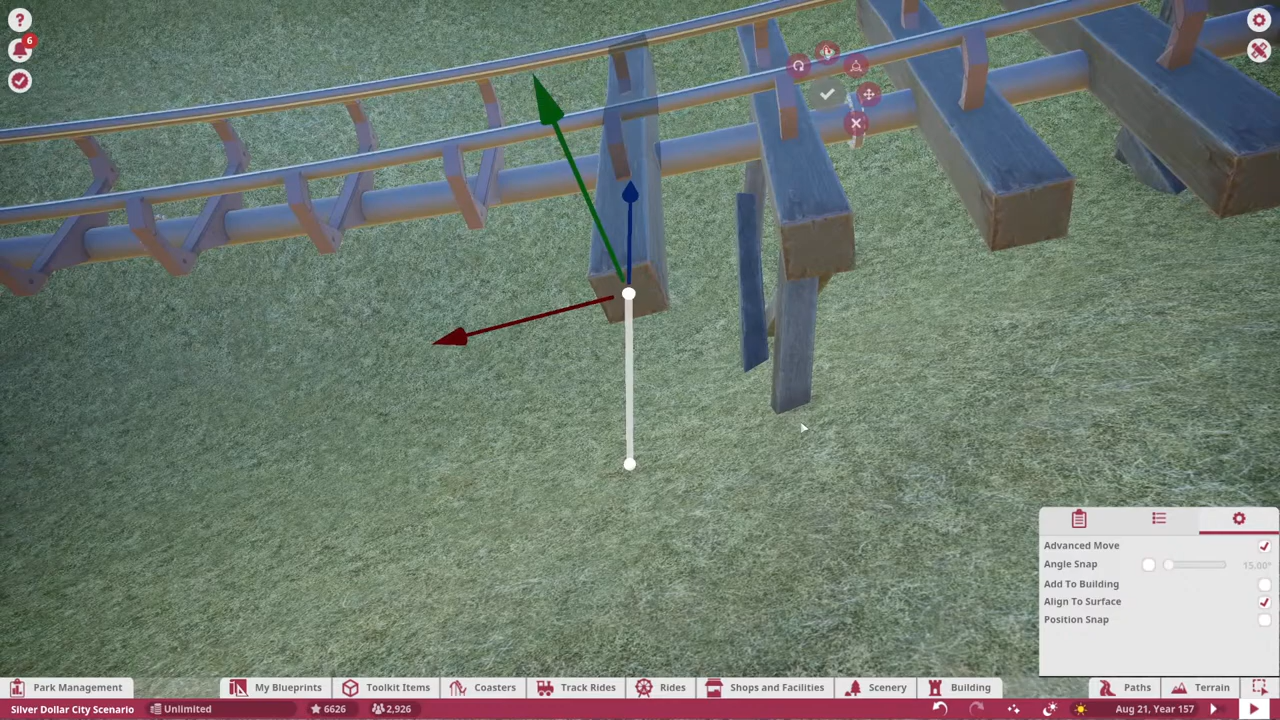 ?
6
Advanced Move
Angle Snap 15.00°
Add To Building
Align To Surface
Position Snap
Park Management My Blueprints Toolkit Items Coasters Track Rides Rides Shops and Facilities Scenery Building Paths Terrain
Silver Dollar City Scenario Unlimited 6626 2,926 Aug 21, Year 157